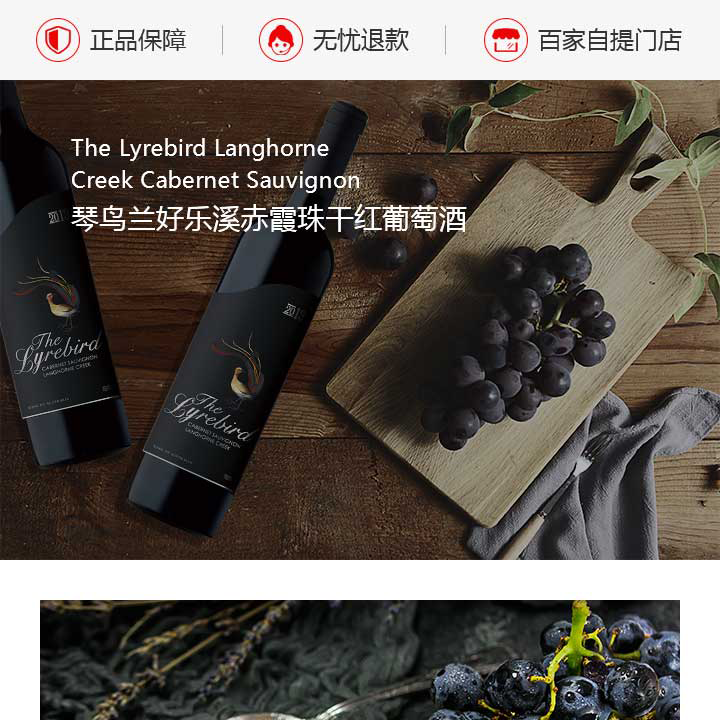 正品保障
无忧退款
百家自提门店
The Lyrebird Langhorne
Creek Cabernet Sauvignon
琴鸟兰好乐溪赤霞珠干红葡萄酒
2019
The
Lyrebird
CABERNET SAUVIGNON
LANGHORNE CREEK
2019
The
Lyrebird
CABERNET SAUVIGNON
LANGHORNE CREEK